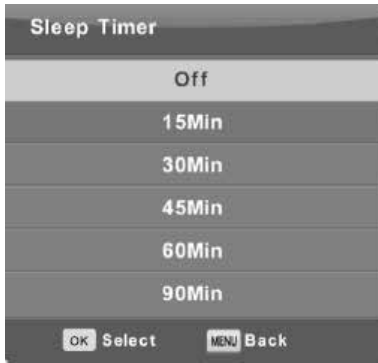 Sleep Timer
Off
15Min
30Min
45Min
60Min
90Min
OK Select MENU Back